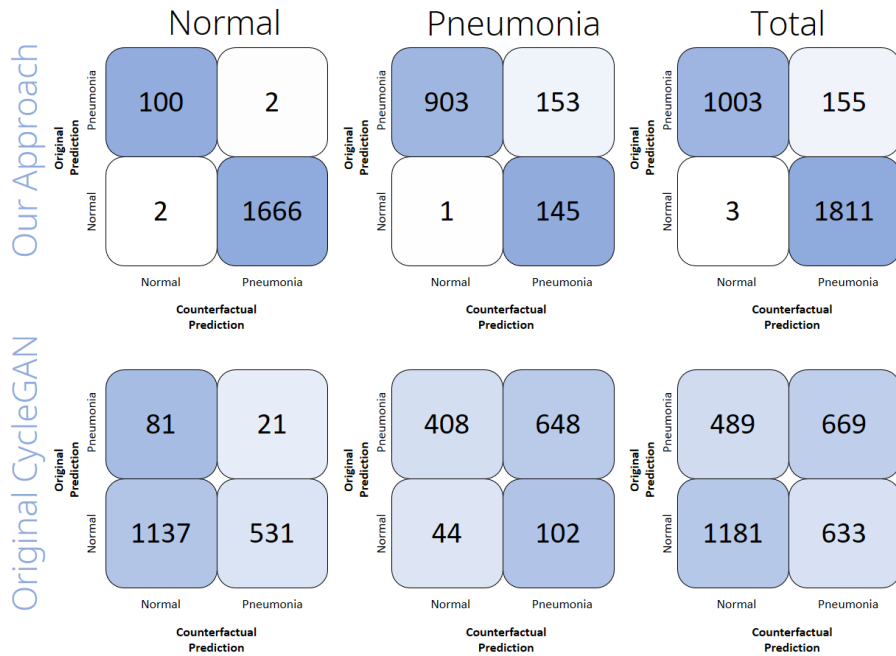 Normal Pneumonia Total
Our Approach
Original
Prediction
Pneumonia
Normal
100 2
2 1666
Normal Pneumonia
Counterfactual
Prediction
Original
Prediction
Pneumonia
Normal
903 153
1 145
Normal Pneumonia
Counterfactual
Prediction
Original
Prediction
Pneumonia
Normal
1003 155
3 1811
Normal Pneumonia
Counterfactual
Prediction
Original CycleGAN
Original
Prediction
Pneumonia
Normal
81 21
1137 531
Normal Pneumonia
Counterfactual
Prediction
Original
Prediction
Pneumonia
Normal
408 648
44 102
Normal Pneumonia
Counterfactual
Prediction
Original
Prediction
Pneumonia
Normal
489 669
1181 633
Normal Pneumonia
Counterfactual
Prediction